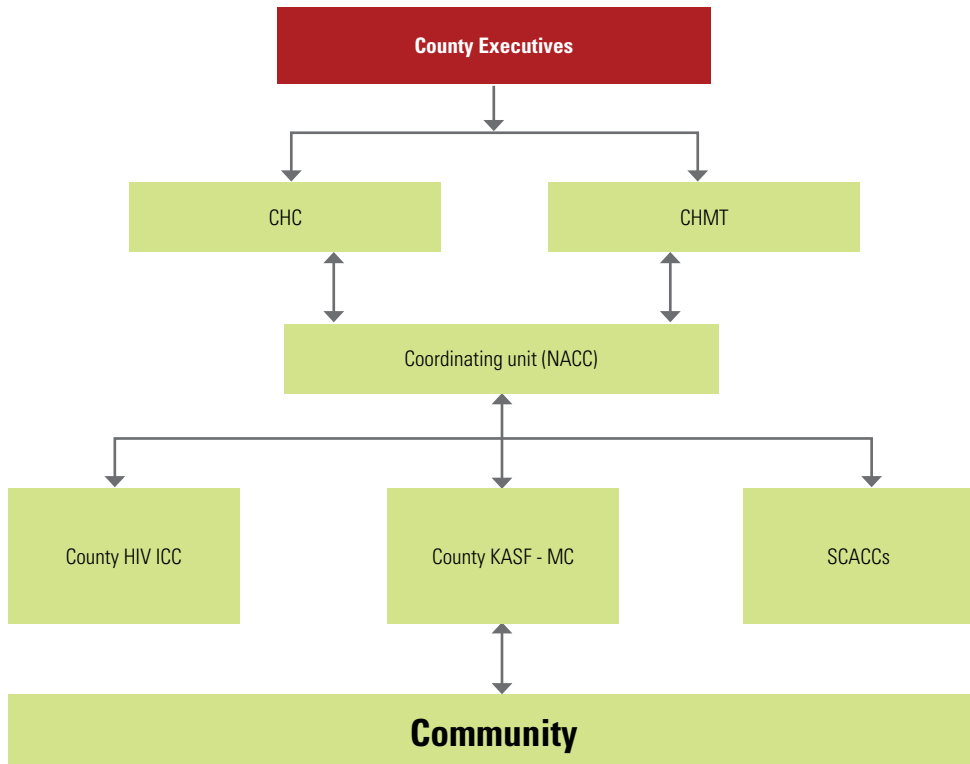 County Executives
CHC
CHMT
Coordinating unit (NACC)
County HIV ICC
County KASF - MC
SCACCs
Community